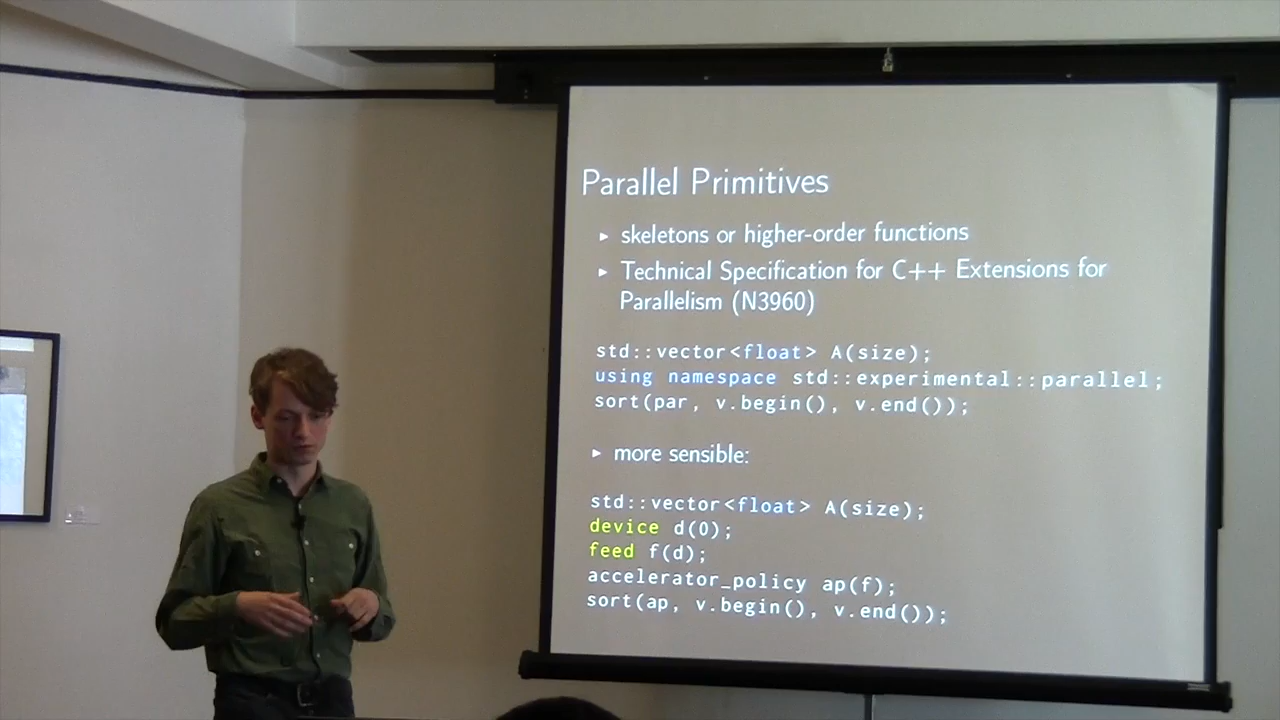 Parallel Primitives
▸ skeletons or higher-order functions
▸ Technical Specification for C++ Extensions for
Parallelism (N3960)
std::vector<float> A(size);
using namespace std::experimental::parallel;
sort(par, v.begin(), v.end());
▸ more sensible:
std::vector<float> A(size);
device d(0);
feed f(d);
accelerator_policy ap(f);
sort(ap, v.begin(), v.end());